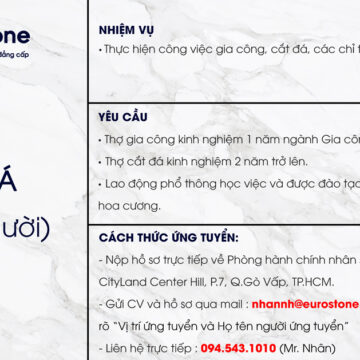 one
đẳng cấp
Á
ười)
NHIỆM VỤ
• Thực hiện công việc gia công, cắt đá, các chỉ t
YÊU CẦU
• Thợ gia công kinh nghiệm 1 năm ngành Gia côn
• Thợ cắt đá kinh nghiệm 2 năm trở lên.
• Lao động phổ thông học việc và được đào tạo
hoa cương.
CÁCH THỨC ỨNG TUYỂN:
- Nộp hồ sơ trực tiếp về Phòng hành chính nhân s
CityLand Center Hill, P.7, Q.Gò Vấp, TP.HCM.
- Gửi CV và hồ sơ qua mail : nhannh@eurostone
rõ “Vị trí ứng tuyển và Họ tên người ứng tuyển”
- Liên hệ trực tiếp : 094.543.1010 (Mr. Nhân)